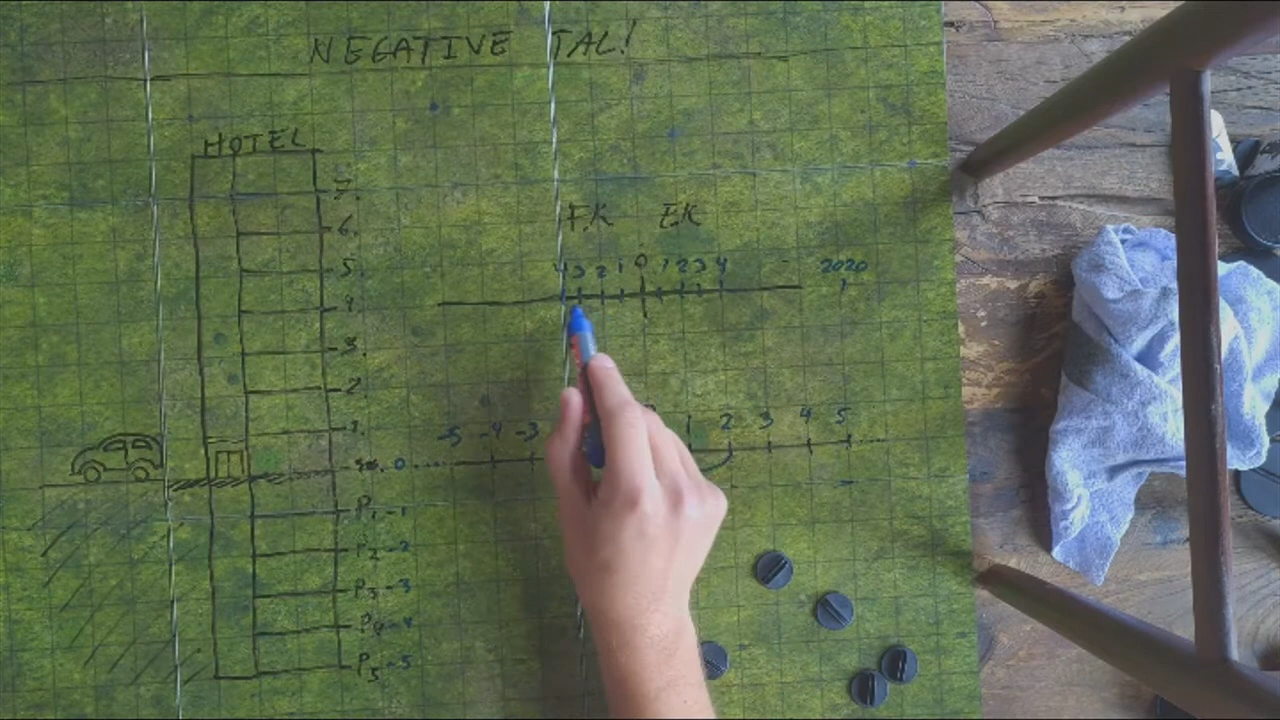 NEGATIVE TAL!
HOTEL
7.
6.
5.
4.
3.
2
1.
0
P1 -1
P2 -2
P3 -3
P4 -4
P5 -5
F.K E.K
4 3 2 1 0 1 2 3 4 2020
-5 -4 -3 1 2 3 4 5